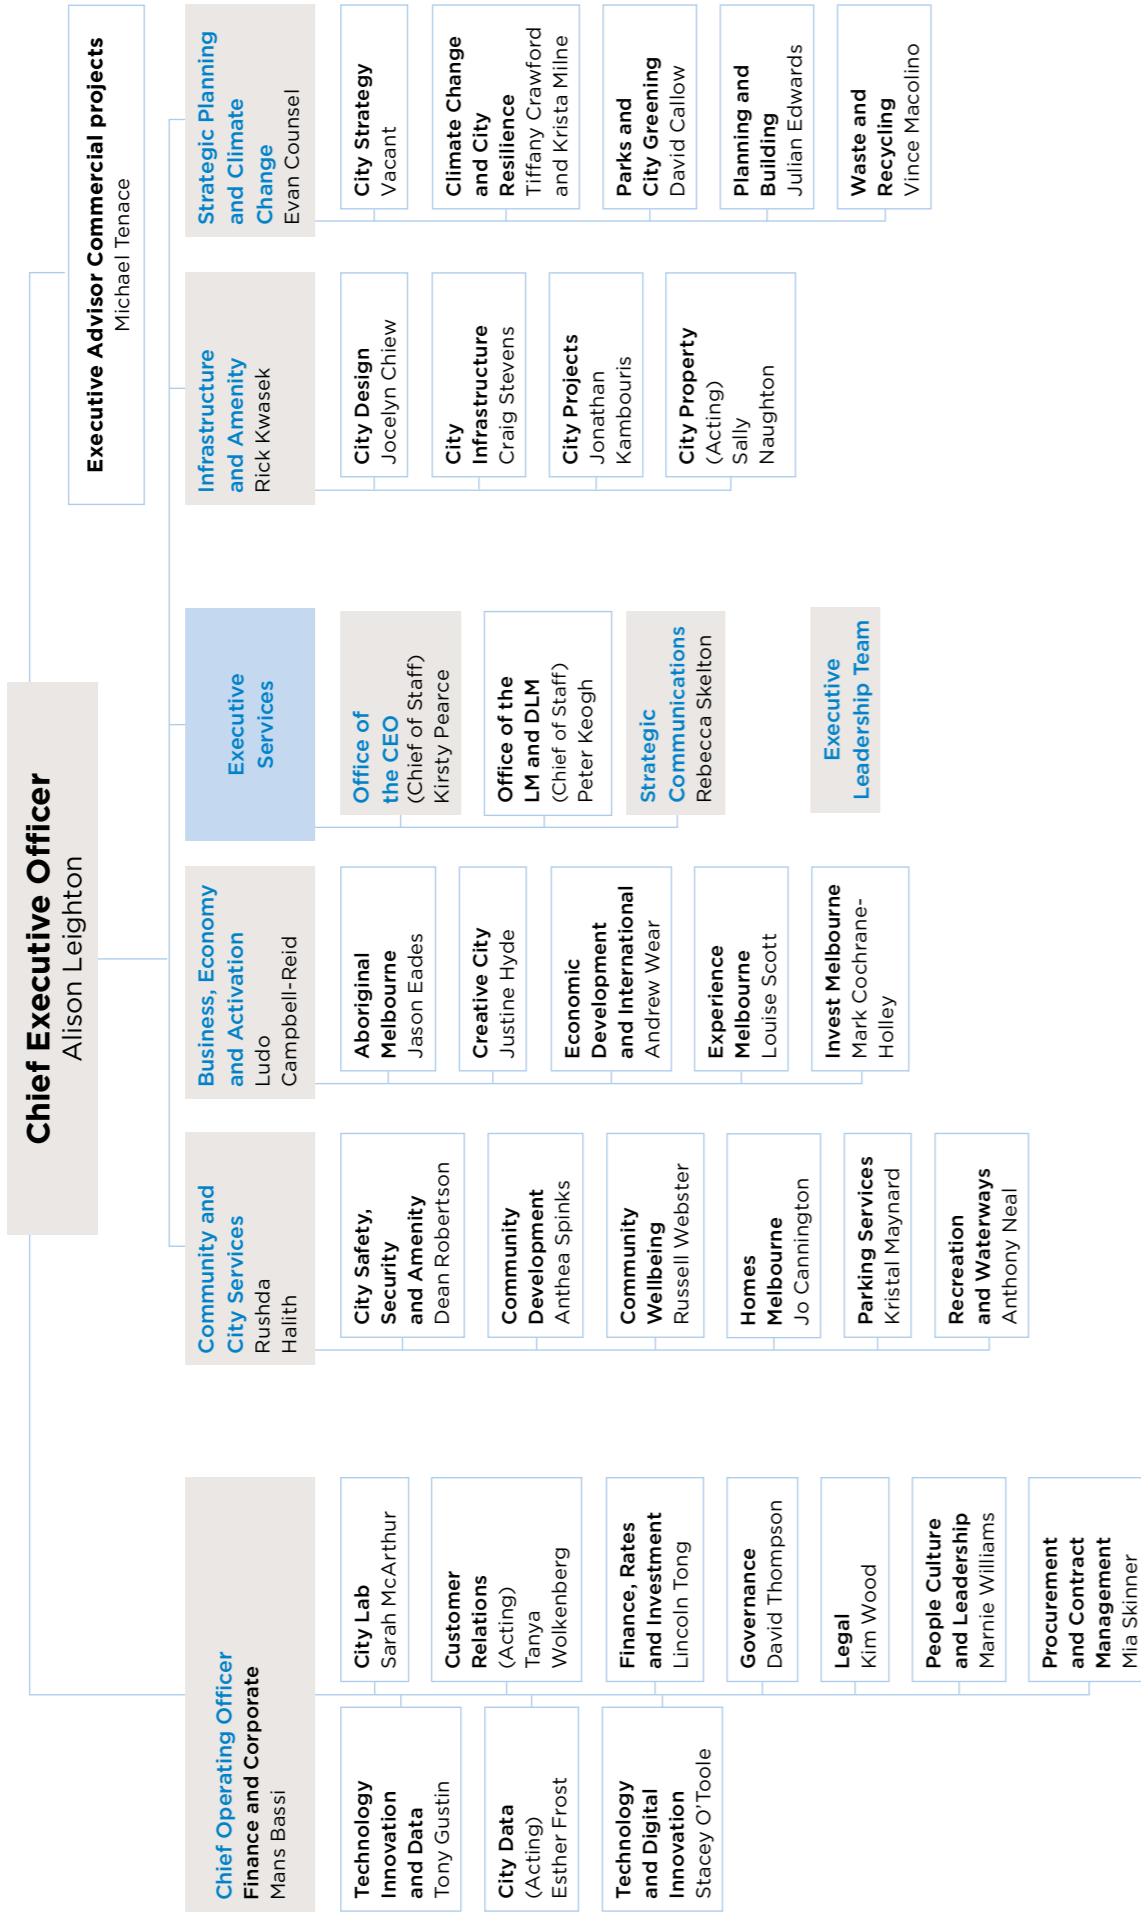 Chief Executive Officer
Alison Leighton
Executive Advisor Commercial projects
Michael Tenace
Chief Operating Officer
Finance and Corporate
Mans Bassi
Technology
Innovation
and Data
Tony Gustin
City Data
(Acting)
Esther Frost
Technology
and Digital
Innovation
Stacey O'Toole
City Lab
Sarah McArthur
Customer
Relations
(Acting)
Tanya
Wolkenberg
Finance, Rates
and Investment
Lincoln Tong
Governance
David Thompson
Legal
Kim Wood
People Culture
and Leadership
Marnie Williams
Procurement
and Contract
Management
Mia Skinner
Community and
City Services
Rushda
Halith
City Safety,
Security
and Amenity
Dean Robertson
Community
Development
Anthea Spinks
Community
Wellbeing
Russell Webster
Homes
Melbourne
Jo Cannington
Parking Services
Kristal Maynard
Recreation
and Waterways
Anthony Neal
Business, Economy
and Activation
Ludo
Campbell-Reid
Aboriginal
Melbourne
Jason Eades
Creative City
Justine Hyde
Economic
Development
and International
Andrew Wear
Experience
Melbourne
Louise Scott
Invest Melbourne
Mark Cochrane-
Holley
Executive
Services
Office of
the CEO
(Chief of Staff)
Kirsty Pearce
Office of the
LM and DLM
(Chief of Staff)
Peter Keogh
Strategic
Communications
Rebecca Skelton
Executive
Leadership Team
Infrastructure
and Amenity
Rick Kwasek
City Design
Jocelyn Chiew
City
Infrastructure
Craig Stevens
City Projects
Jonathan
Kambouris
City Property
(Acting)
Sally
Naughton
Strategic Planning
and Climate
Change
Evan Counsel
City Strategy
Vacant
Climate Change
and City
Resilience
Tiffany Crawford
and Krista Milne
Parks and
City Greening
David Callow
Planning and
Building
Julian Edwards
Waste and
Recycling
Vince Macolino